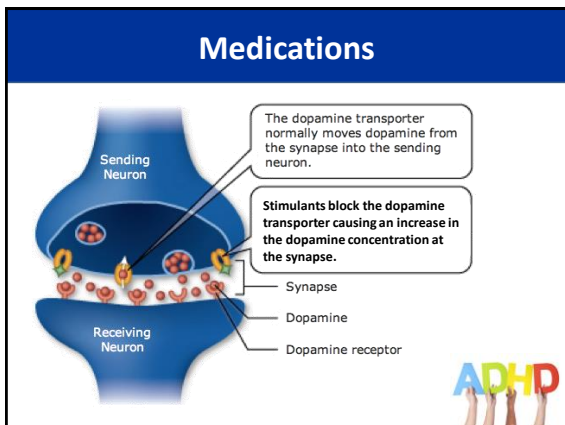 Medications
The dopamine transporter
normally moves dopamine from
the synapse into the sending
neuron.
Sending
Neuron
Stimulants block the dopamine
transporter causing an increase in
the dopamine concentration at
the synapse.
Synapse
Dopamine
Receiving
Neuron
Dopamine receptor
ADHD